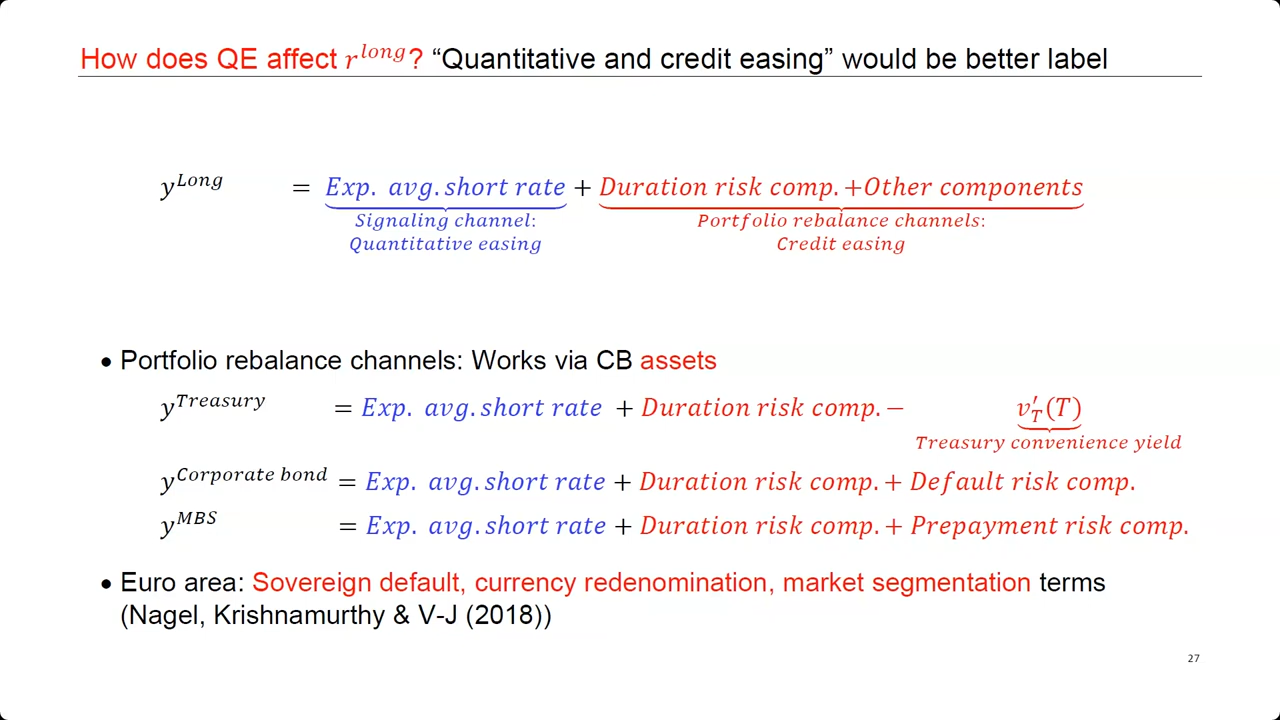 How does QE affect r^{long}? “Quantitative and credit easing” would be better label
y^{Long} = Exp. avg. short rate + Duration risk comp. +Other components
Signaling channel: Portfolio rebalance channels:
Quantitative easing Credit easing
• Portfolio rebalance channels: Works via CB assets
y^{Treasury} = Exp. avg. short rate + Duration risk comp. − v′_T(T)
Treasury convenience yield
y^{Corporate bond} = Exp. avg. short rate + Duration risk comp. + Default risk comp.
y^{MBS} = Exp. avg. short rate + Duration risk comp. + Prepayment risk comp.
• Euro area: Sovereign default, currency redenomination, market segmentation terms
(Nagel, Krishnamurthy & V-J (2018))
27